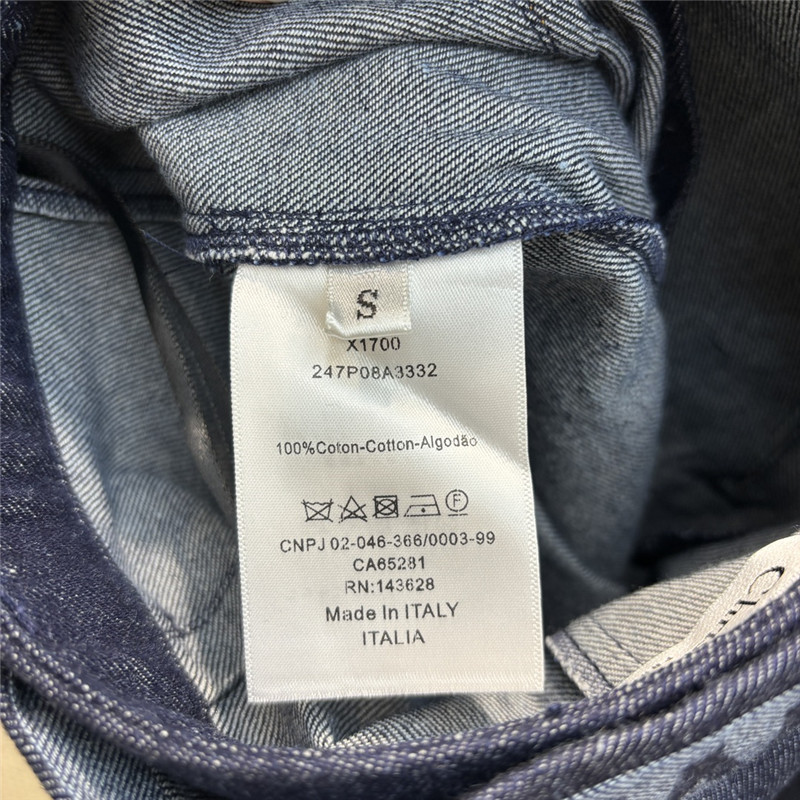 S
X1700
247P08A3332
100%Coton-Cotton-Algodão
CNPJ 02-046-366/0003-99
CA65281
RN:143628
Made In ITALY
ITALIA